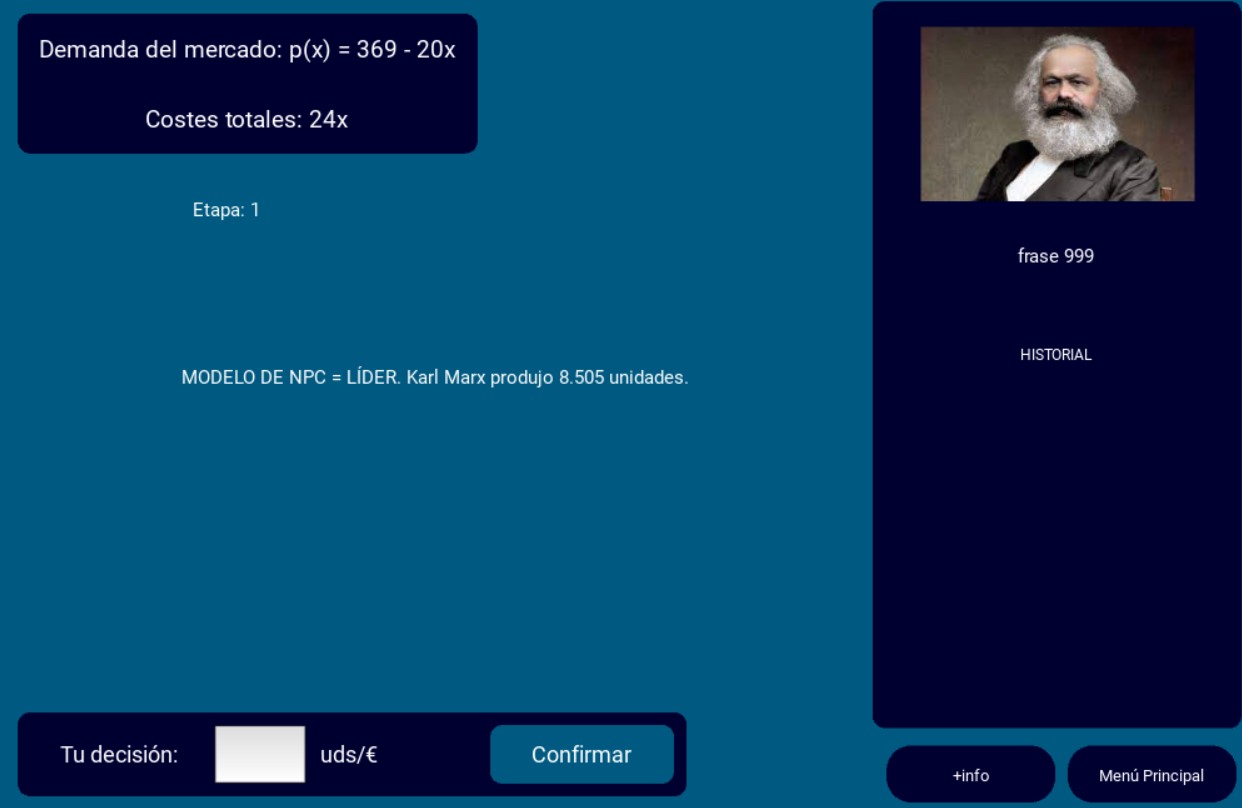 Demanda del mercado: p(x) = 369 - 20x
Costes totales: 24x
Etapa: 1
MODELO DE NPC = LÍDER. Karl Marx produjo 8.505 unidades.
Tu decisión:
uds/€
Confirmar
frase 999
HISTORIAL
+info
Menú Principal